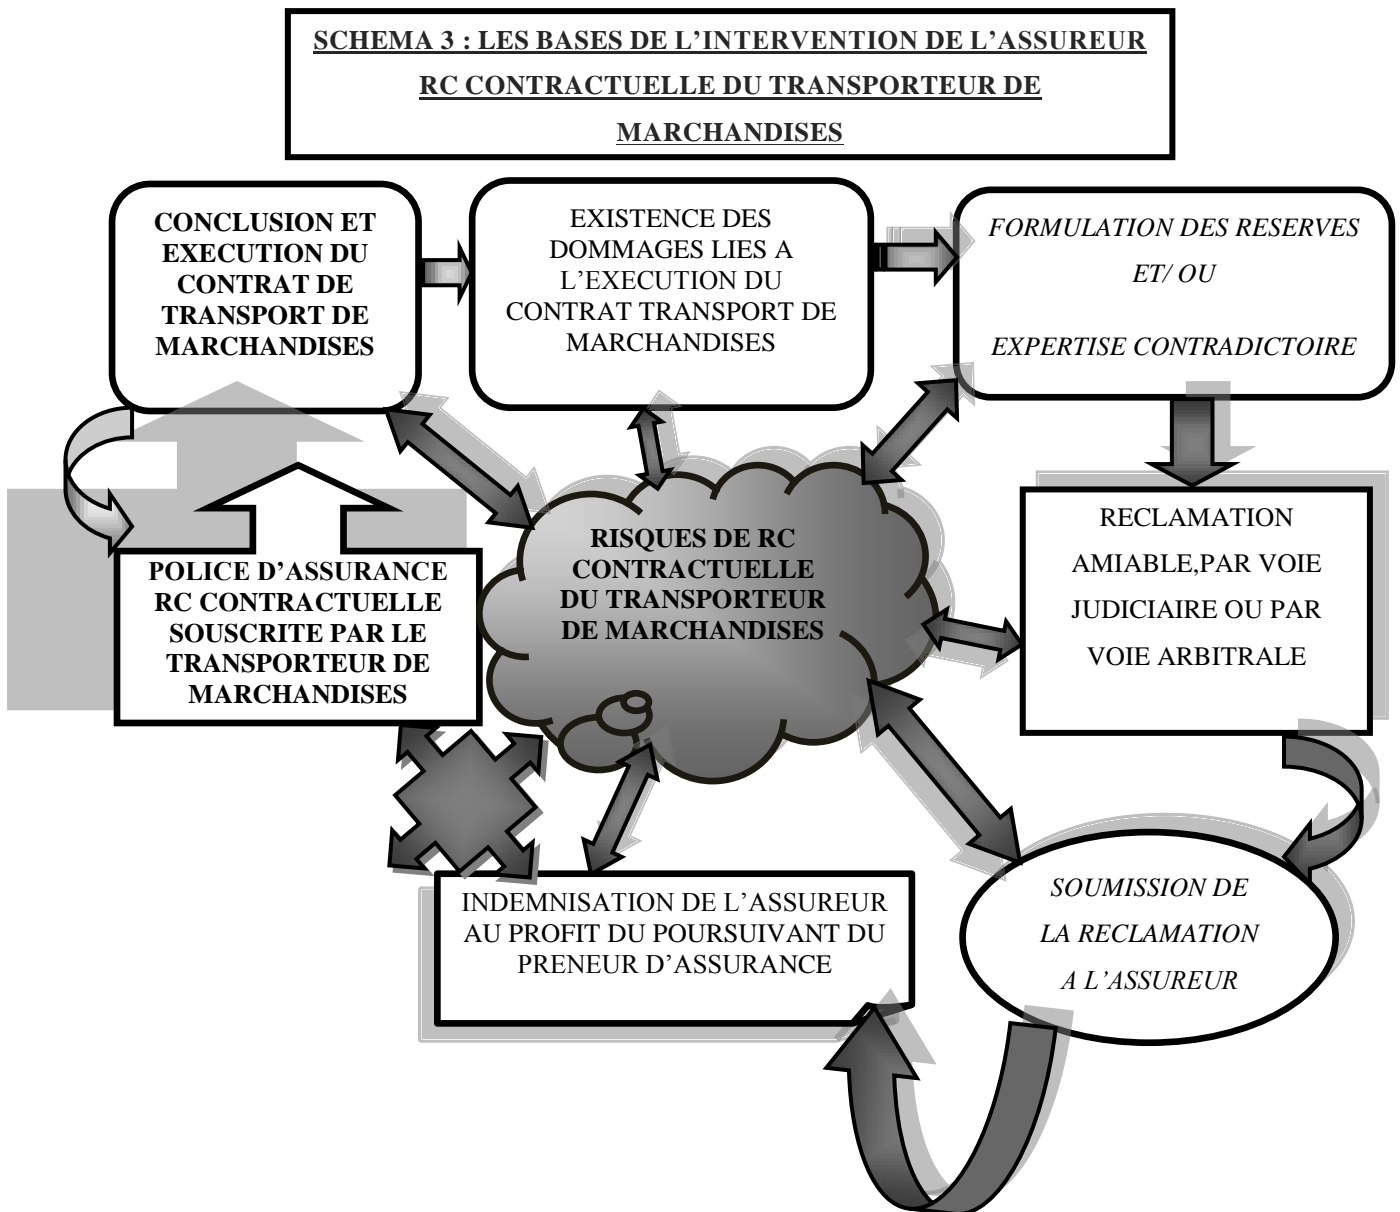 SCHEMA 3 : LES BASES DE L’INTERVENTION DE L’ASSUREUR
RC CONTRACTUELLE DU TRANSPORTEUR DE
MARCHANDISES
CONCLUSION ET
EXECUTION DU
CONTRAT DE
TRANSPORT DE
MARCHANDISES
EXISTENCE DES
DOMMAGES LIES A
L’EXECUTION DU
CONTRAT TRANSPORT DE
MARCHANDISES
FORMULATION DES RESERVES
ET/ OU
EXPERTISE CONTRADICTOIRE
POLICE D’ASSURANCE
RC CONTRACTUELLE
SOUSCRITE PAR LE
TRANSPORTEUR DE
MARCHANDISES
RISQUES DE RC
CONTRACTUELLE
DU TRANSPORTEUR
DE MARCHANDISES
RECLAMATION
AMIABLE,PAR VOIE
JUDICIAIRE OU PAR
VOIE ARBITRALE
INDEMNISATION DE L’ASSUREUR
AU PROFIT DU POURSUIVANT DU
PRENEUR D’ASSURANCE
SOUMISSION DE
LA RECLAMATION
A L’ASSUREUR